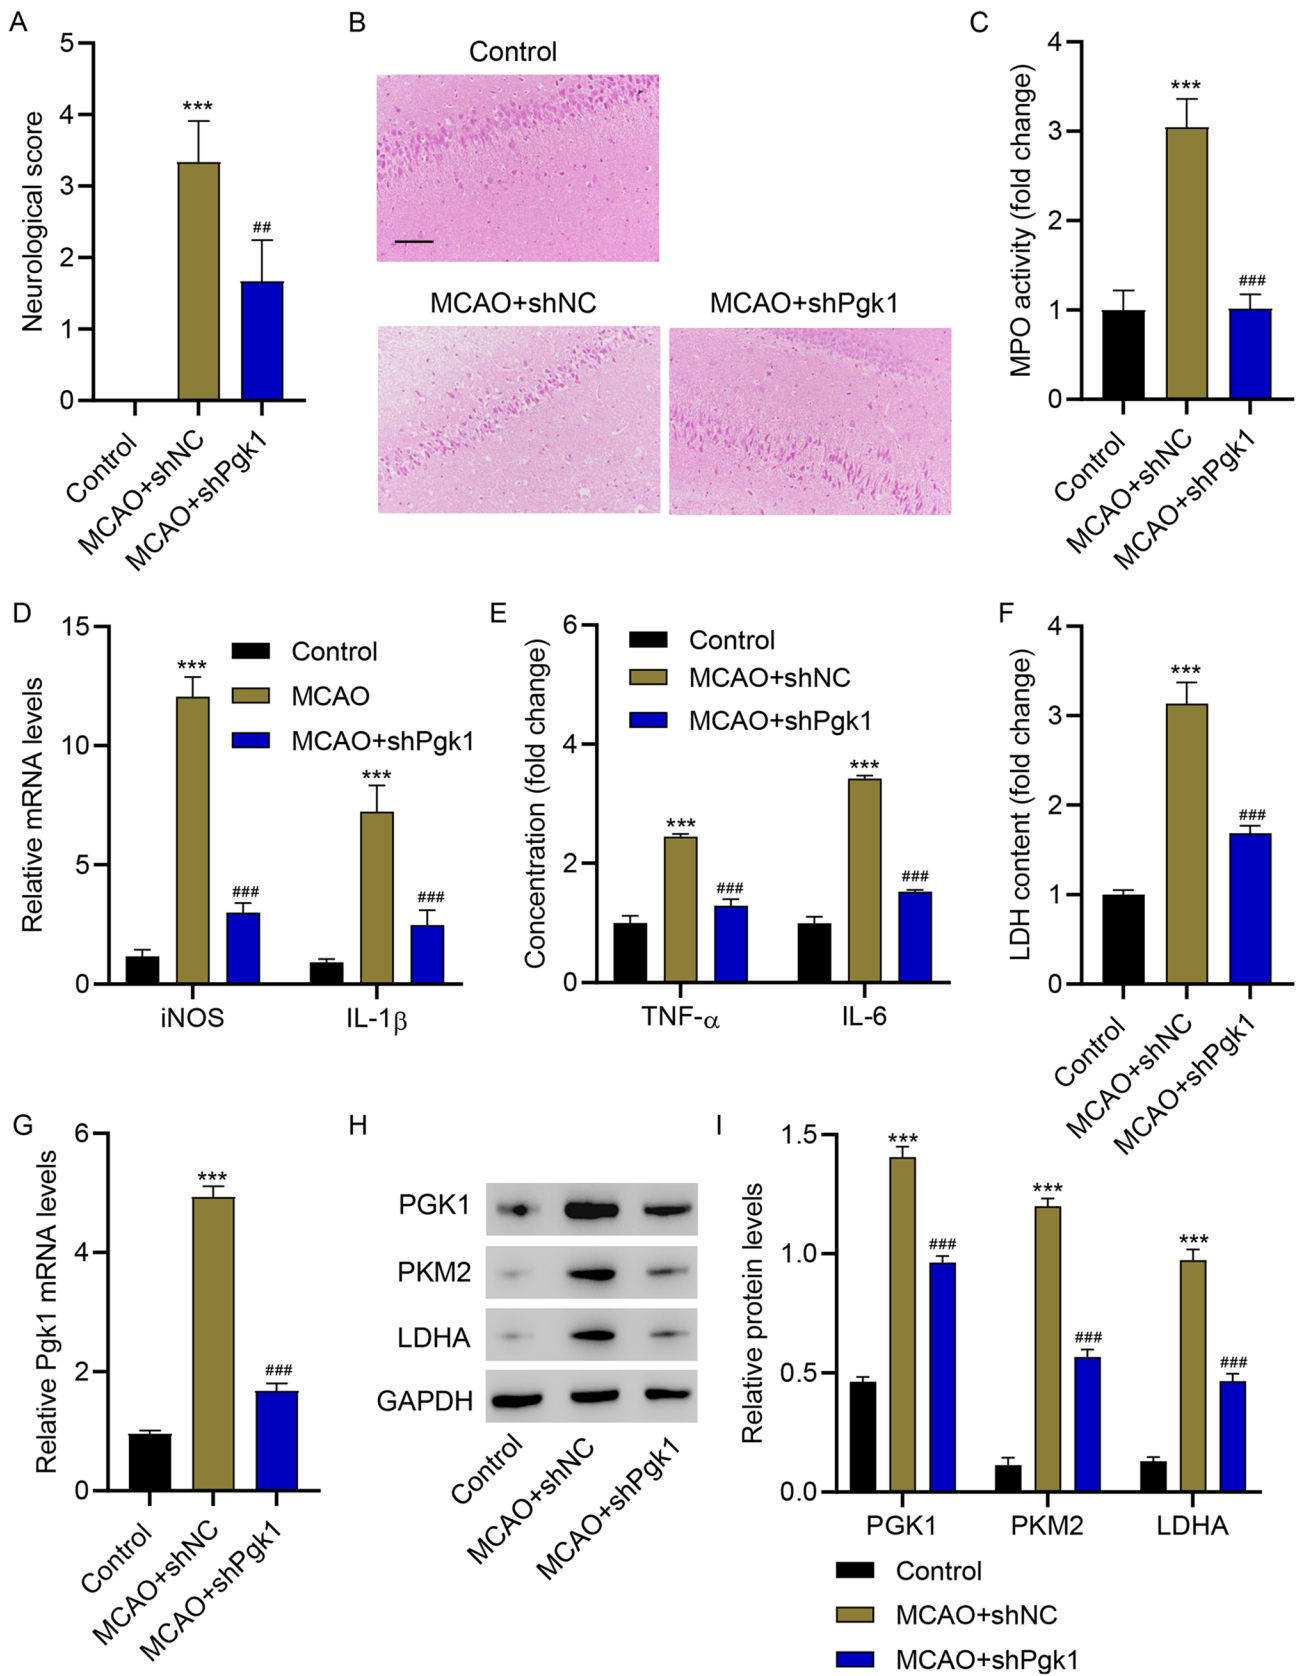 A
Neurological score
5
4
3
2
1
0
***
##
Control
MCAO+shNC
MCAO+shPgk1
B
Control
MCAO+shNC
MCAO+shPgk1
C
MPO activity (fold change)
4
3
2
1
0
***
###
Control
MCAO+shNC
MCAO+shPgk1
D
Relative mRNA levels
15
10
5
0
***
###
***
###
Control
MCAO
MCAO+shPgk1
iNOS
IL-1β
E
Concentration (fold change)
6
4
2
0
Control
MCAO+shNC
MCAO+shPgk1
***
###
***
###
TNF-α
IL-6
F
LDH content (fold change)
4
3
2
1
0
***
###
Control
MCAO+shNC
MCAO+shPgk1
G
Relative Pgk1 mRNA levels
6
4
2
0
***
###
Control
MCAO+shNC
MCAO+shPgk1
H
PGK1
PKM2
LDHA
GAPDH
Control
MCAO+shNC
MCAO+shPgk1
I
Relative protein levels
1.5
1.0
0.5
0.0
***
###
***
###
***
###
PGK1
PKM2
LDHA
Control
MCAO+shNC
MCAO+shPgk1